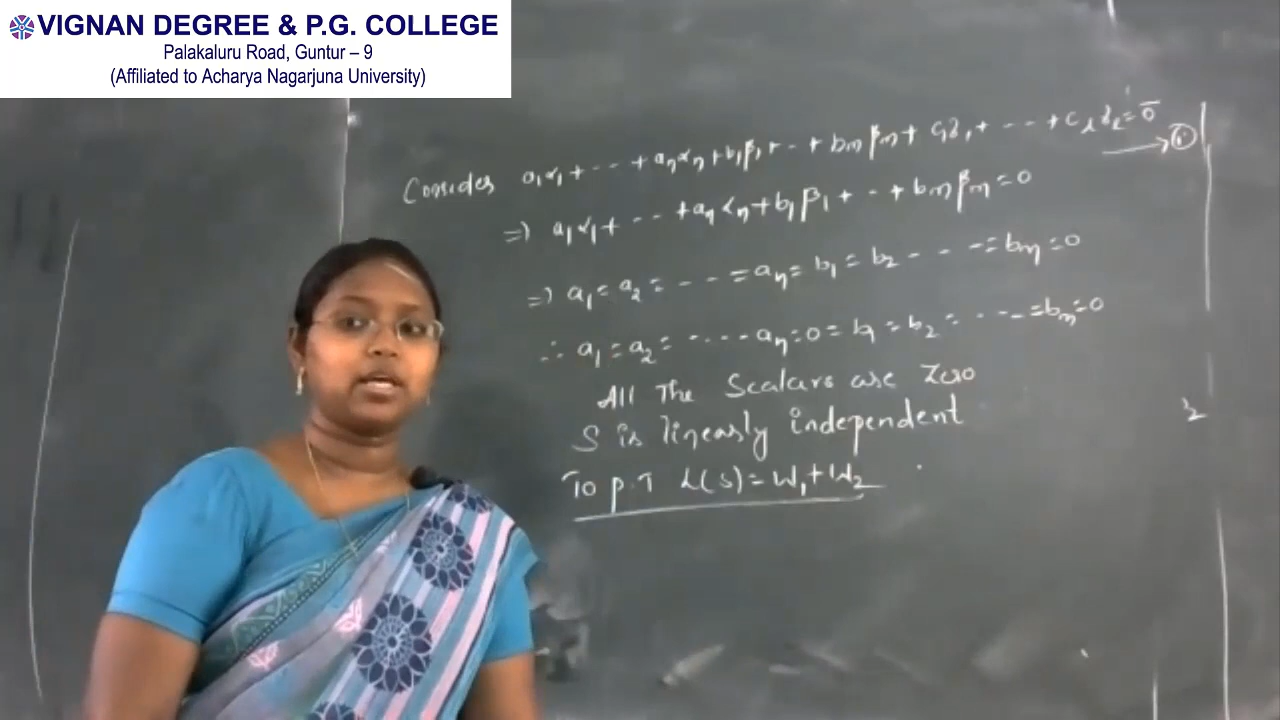 VIGNAN DEGREE & P.G. COLLEGE
Palakaluru Road, Guntur – 9
(Affiliated to Acharya Nagarjuna University)
Consider a₁α₁ + -- + aₙαₙ + b₁β₁ + -- + bₘβₘ + c₁γ₁ + --- + cₖγₖ = 0̄ → ①
⇒) a₁α₁ + --- + aₙαₙ + b₁β₁ + -- + bₘβₘ = 0
⇒) a₁ = a₂ = --- = aₙ = b₁ = b₂ - - - = bₘ = 0
∴ a₁ = a₂ = ---- aₙ = 0 = b₁ = b₂ = ---- = bₘ = 0
All The Scalars are Zero
S is linearly independent
To P.T L(S) = W₁ + W₂